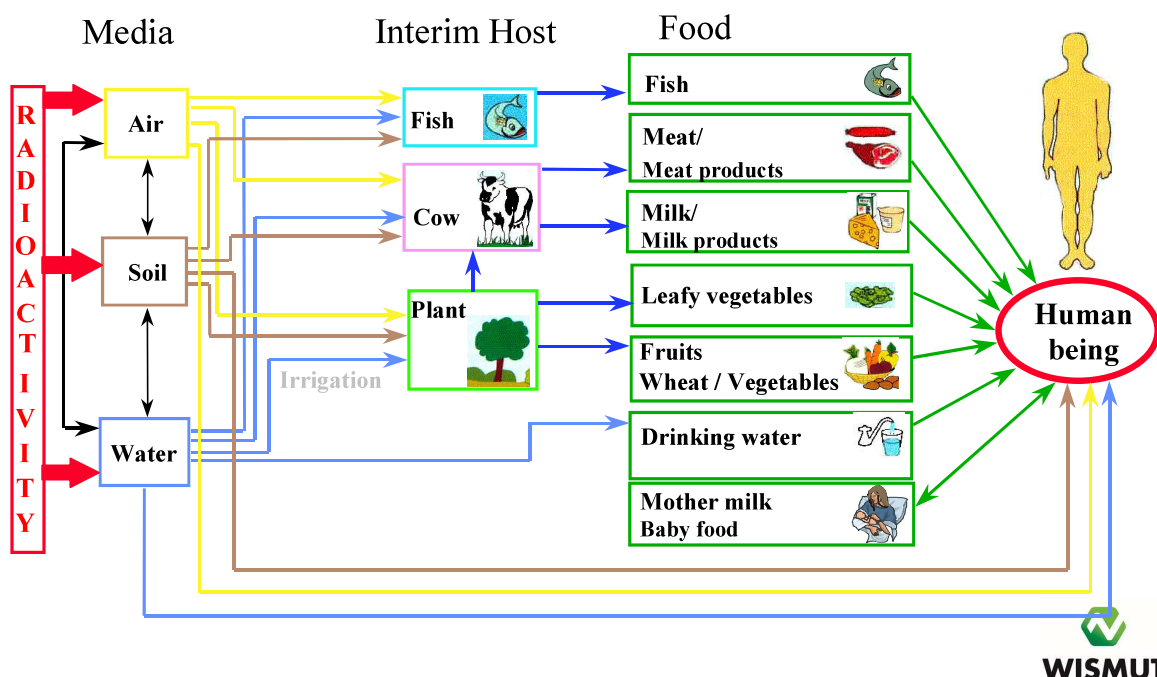 Media
Interim Host
Food
RADIOACTIVITY
Air
Soil
Water
Fish
Cow
Plant
Irrigation
Fish
Meat/
Meat products
Milk/
Milk products
Leafy vegetables
Fruits
Wheat / Vegetables
Drinking water
Mother milk
Baby food
Human
being
WISMUT